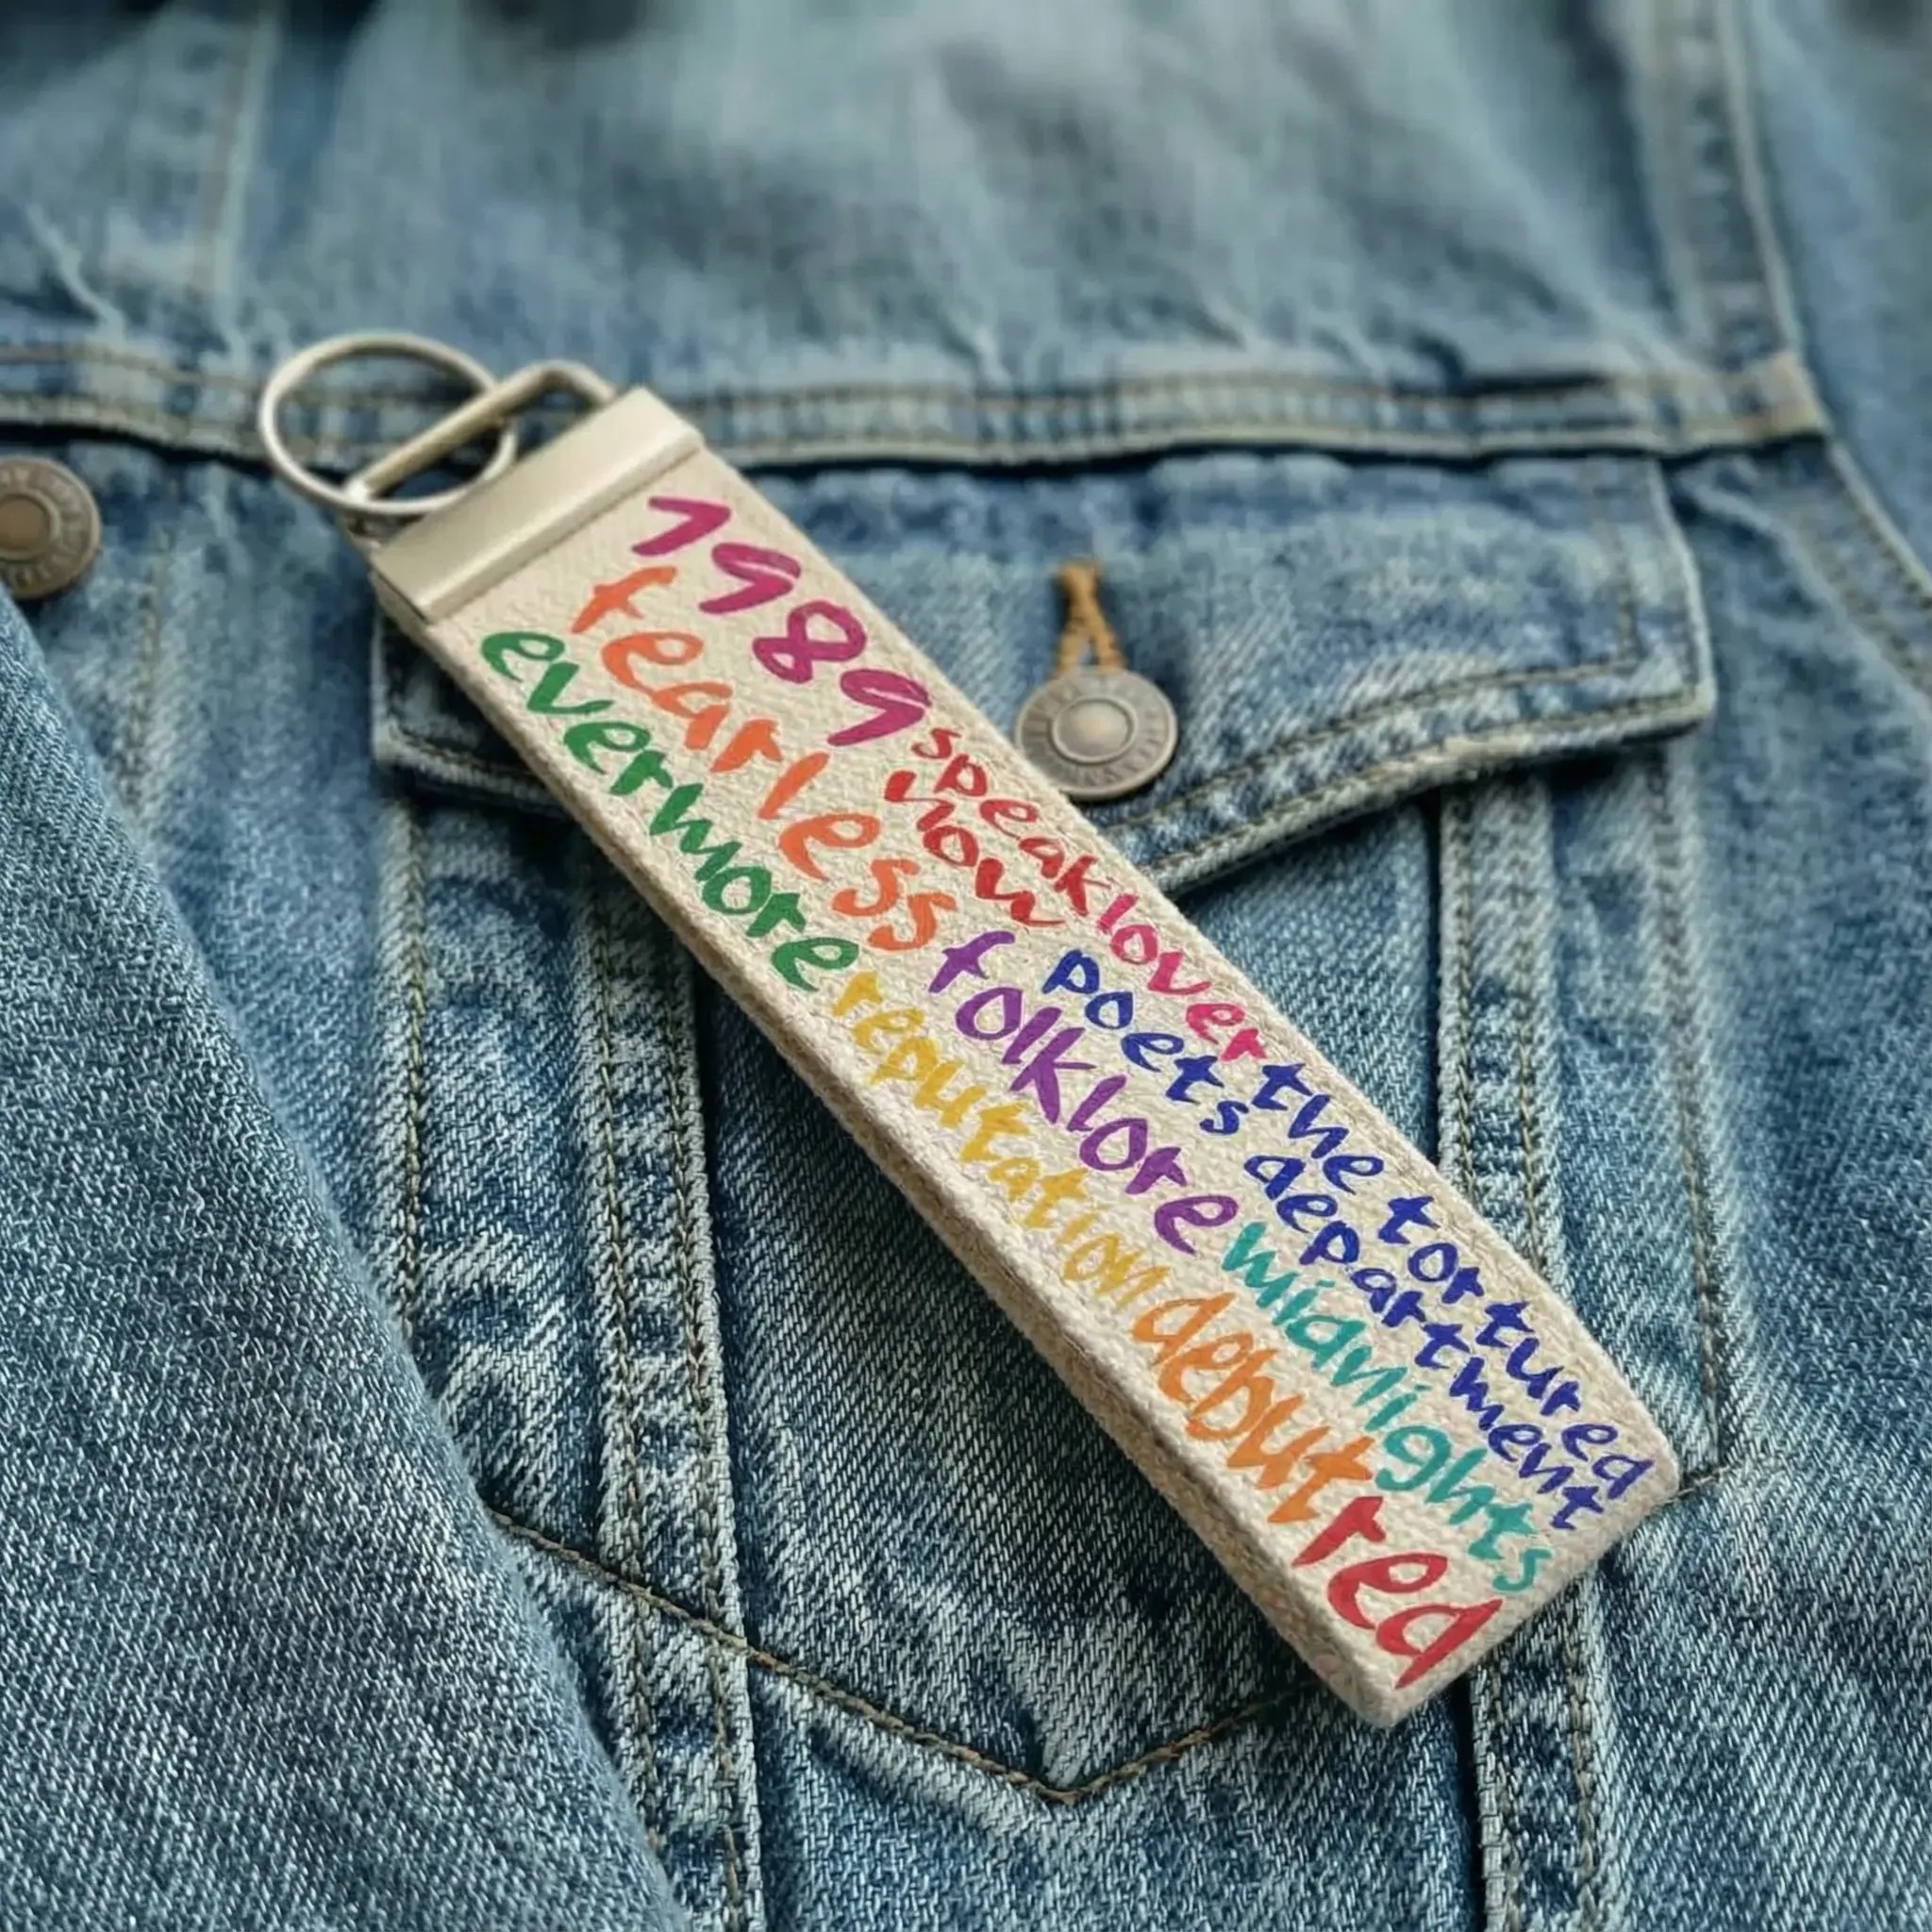 1989
fearless
evermore
speak
now
lover
folklore
reputation
the tortured
poets department
midnights
debut
red